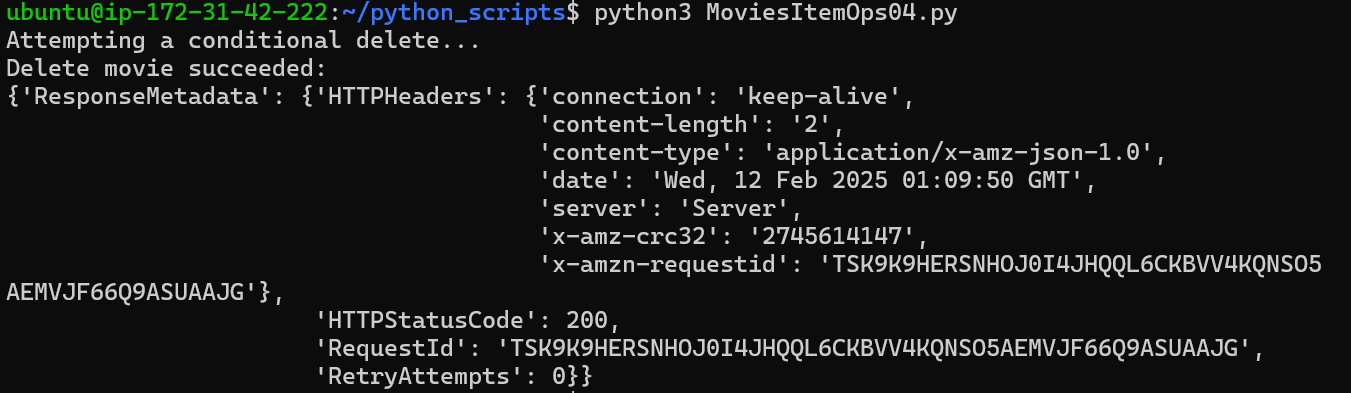 ubuntu@ip-172-31-42-222:~/python_scripts$ python3 MoviesItemOps04.py
Attempting a conditional delete...
Delete movie succeeded:
{'ResponseMetadata': {'HTTPHeaders': {'connection': 'keep-alive',
                                      'content-length': '2',
                                      'content-type': 'application/x-amz-json-1.0',
                                      'date': 'Wed, 12 Feb 2025 01:09:50 GMT',
                                      'server': 'Server',
                                      'x-amz-crc32': '2745614147',
                                      'x-amzn-requestid': 'TSK9K9HERSNHOJ0I4JHQQL6CKBVV4KQNSO5
AEMVJF66Q9ASUAAJG'},
                      'HTTPStatusCode': 200,
                      'RequestId': 'TSK9K9HERSNHOJ0I4JHQQL6CKBVV4KQNSO5AEMVJF66Q9ASUAAJG',
                      'RetryAttempts': 0}}